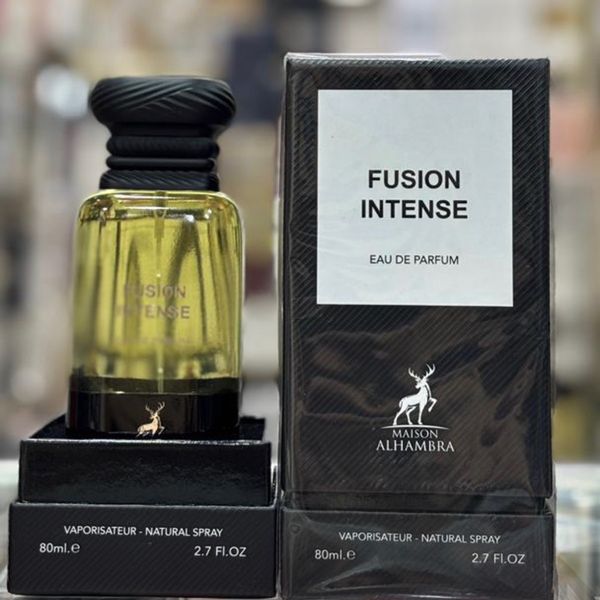 FUSION
INTENSE
VAPORISATEUR - NATURAL SPRAY
80ml.e
2.7 Fl.OZ
FUSION
INTENSE
EAU DE PARFUM
MAISON
ALHAMBRA
VAPORISATEUR - NATURAL SPRAY
80ml.e
2.7 Fl.OZ